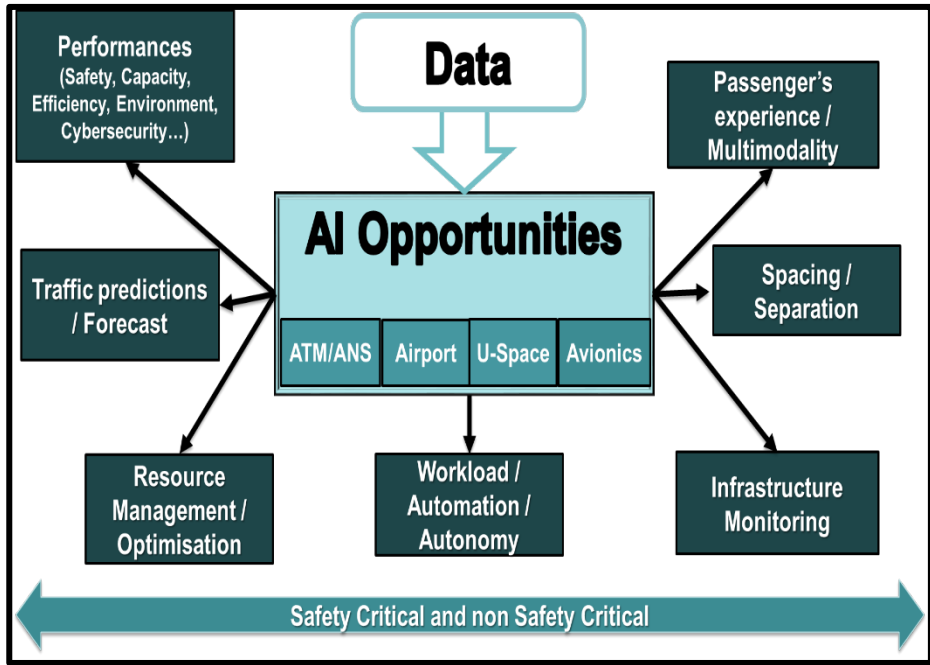 Performances
(Safety, Capacity,
Efficiency, Environment,
Cybersecurity...)
Data
Passenger's
experience /
Multimodality
AI Opportunities
ATM/ANS
Airport
U-Space
Avionics
Traffic predictions
/ Forecast
Spacing /
Separation
Resource
Management /
Optimisation
Workload /
Automation /
Autonomy
Infrastructure
Monitoring
Safety Critical and non Safety Critical